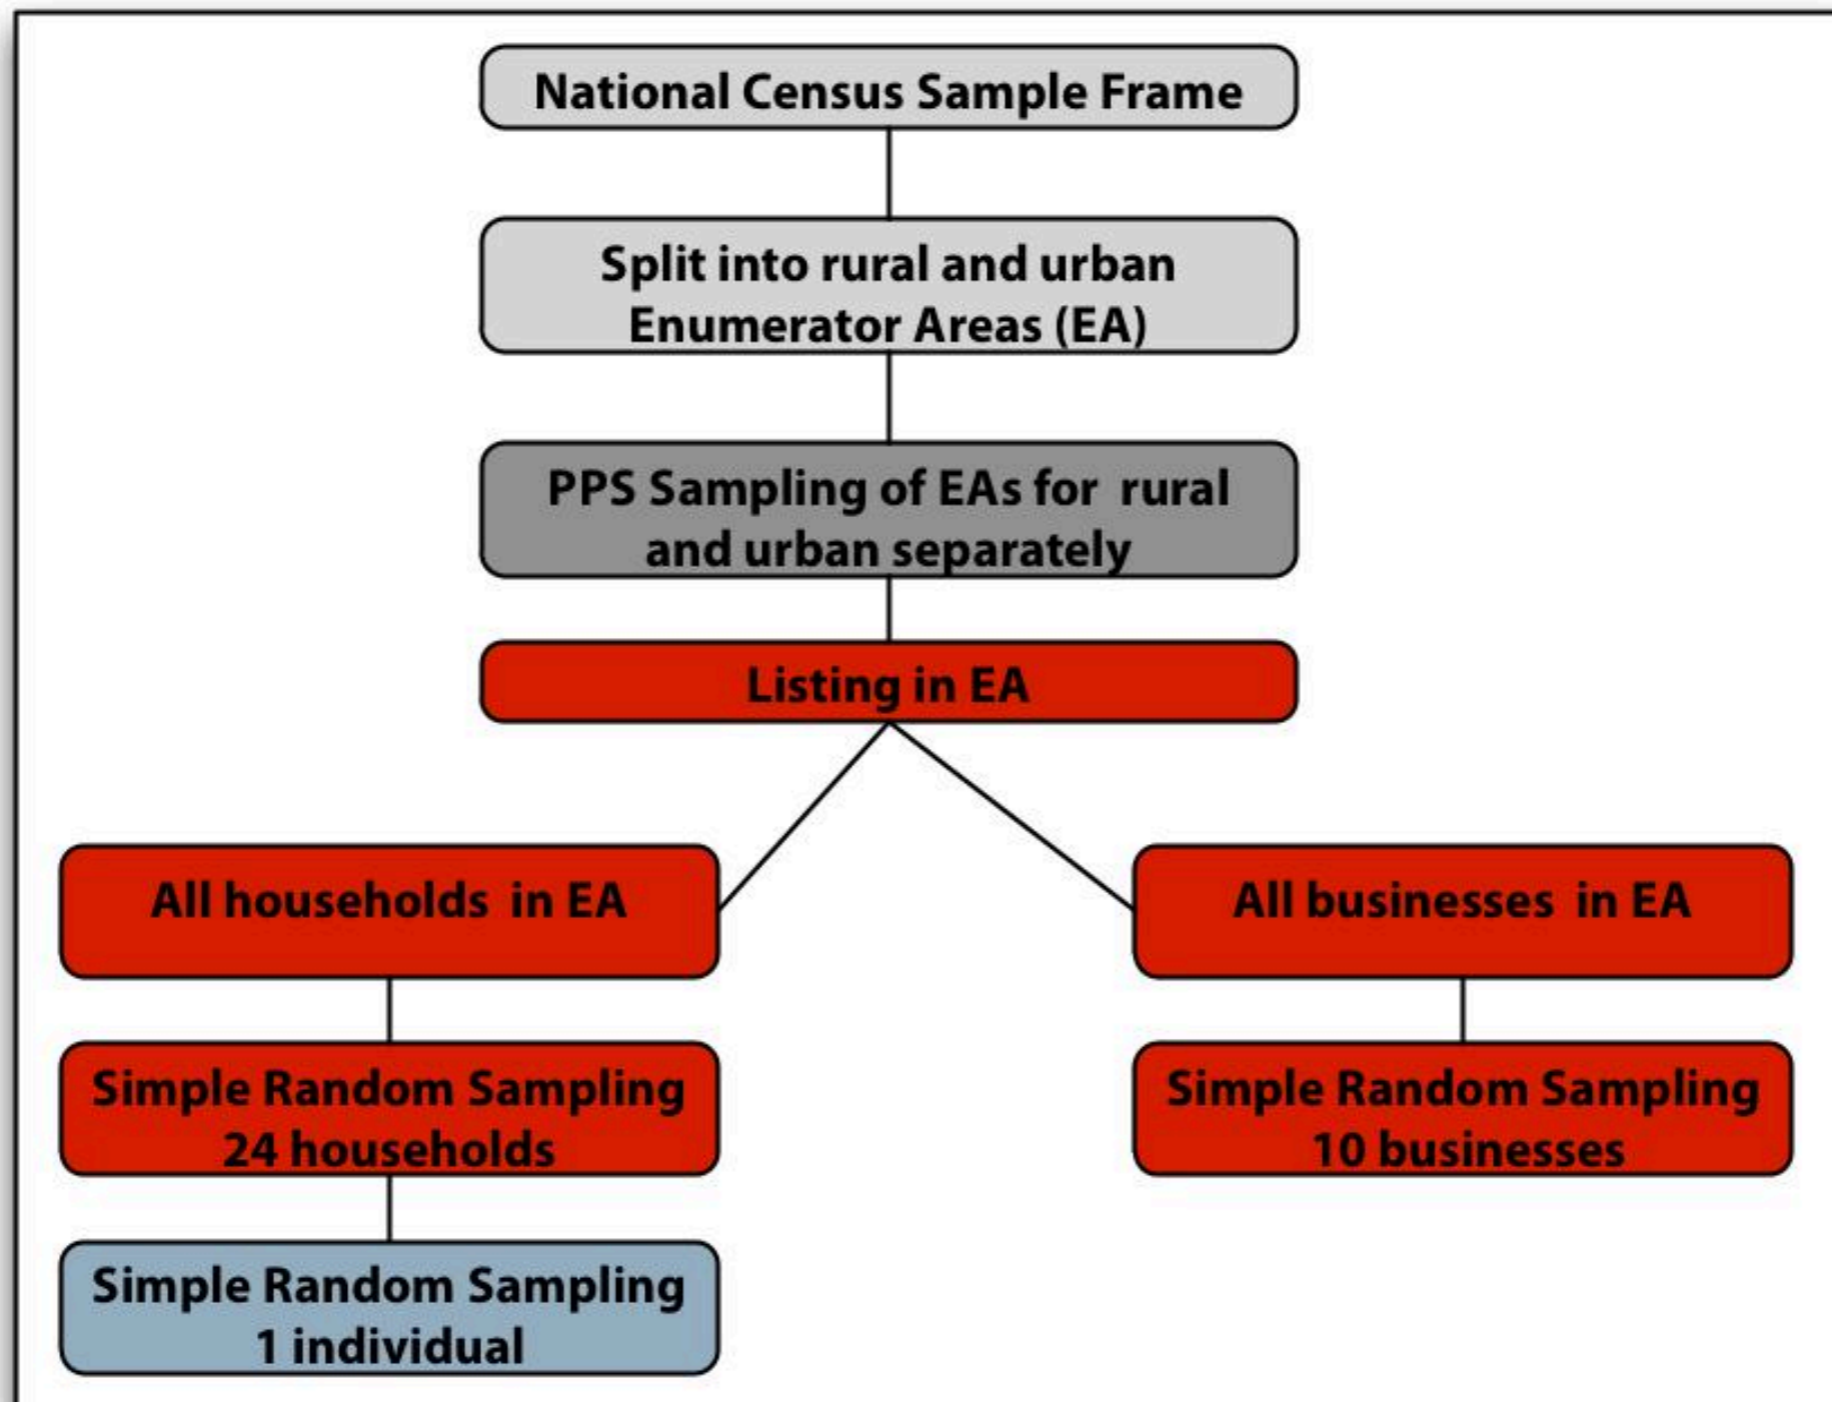 National Census Sample Frame
Split into rural and urban
Enumerator Areas (EA)
PPS Sampling of EAs for rural
and urban separately
Listing in EA
All households in EA
All businesses in EA
Simple Random Sampling
24 households
Simple Random Sampling
10 businesses
Simple Random Sampling
1 individual